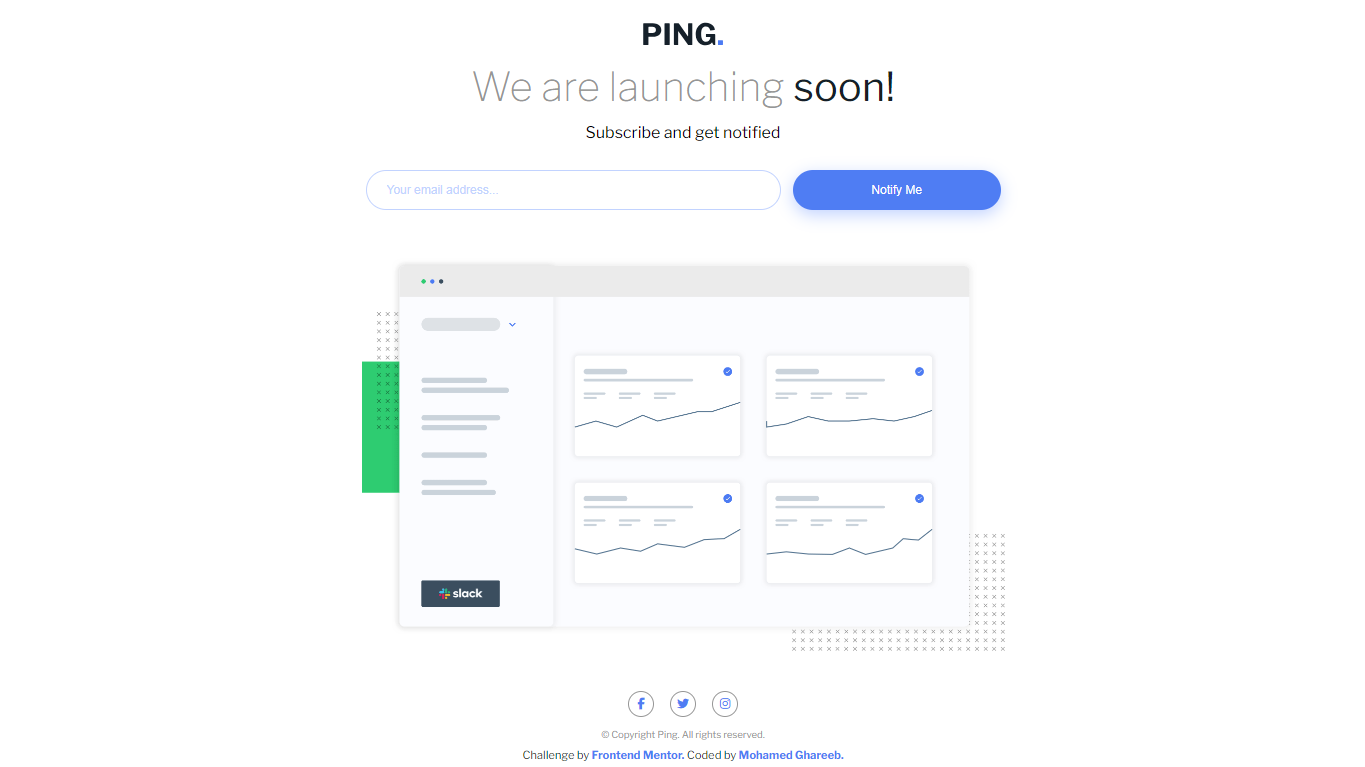 PING.
We are launching soon!
Subscribe and get notified
Your email address...
Notify Me
slack
© Copyright Ping. All rights reserved.
Challenge by Frontend Mentor. Coded by Mohamed Ghareeb.